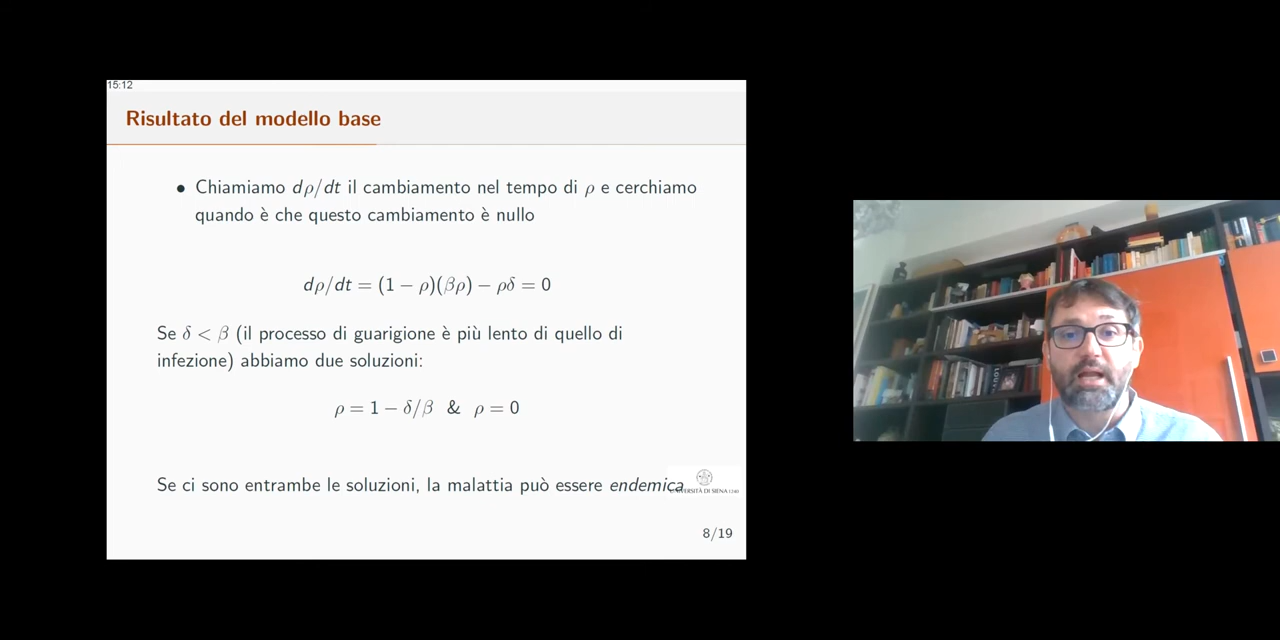 15:12
Risultato del modello base
• Chiamiamo dρ/dt il cambiamento nel tempo di ρ e cerchiamo
quando è che questo cambiamento è nullo
dρ/dt = (1 − ρ)(βρ) − ρδ = 0
Se δ < β (il processo di guarigione è più lento di quello di
infezione) abbiamo due soluzioni:
ρ = 1 − δ/β & ρ = 0
Se ci sono entrambe le soluzioni, la malattia può essere endemica
UNIVERSITÀ DI SIENA 1240
8/19